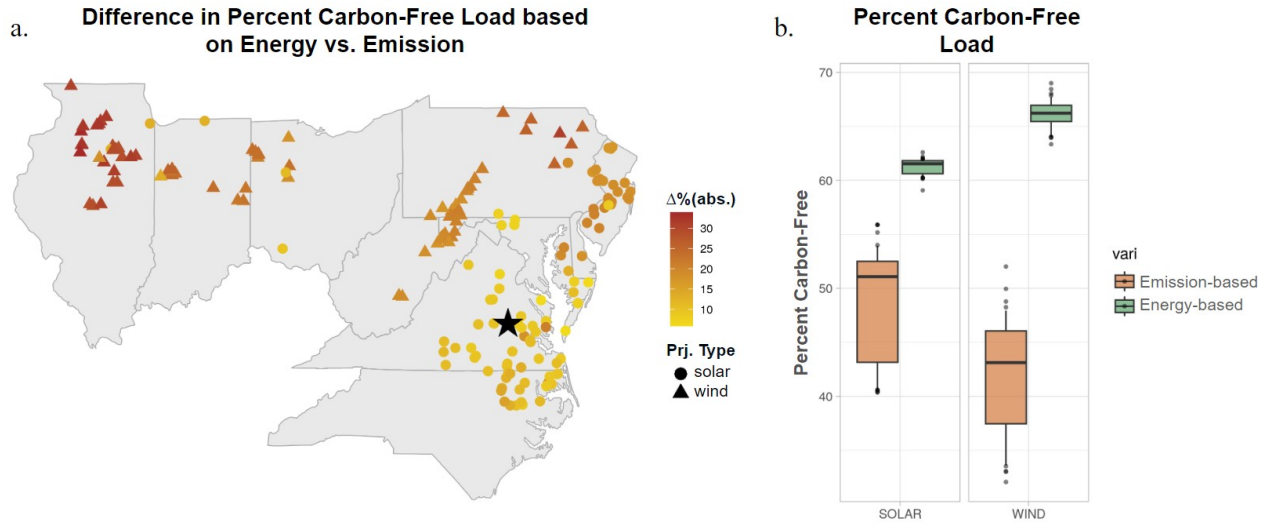 a.
Difference in Percent Carbon-Free Load based
on Energy vs. Emission
Δ%(abs.)
30
25
20
15
10
Prj. Type
solar
wind
b.
Percent Carbon-Free
Load
Percent Carbon-Free
70
60
50
40
SOLAR
WIND
vari
Emission-based
Energy-based